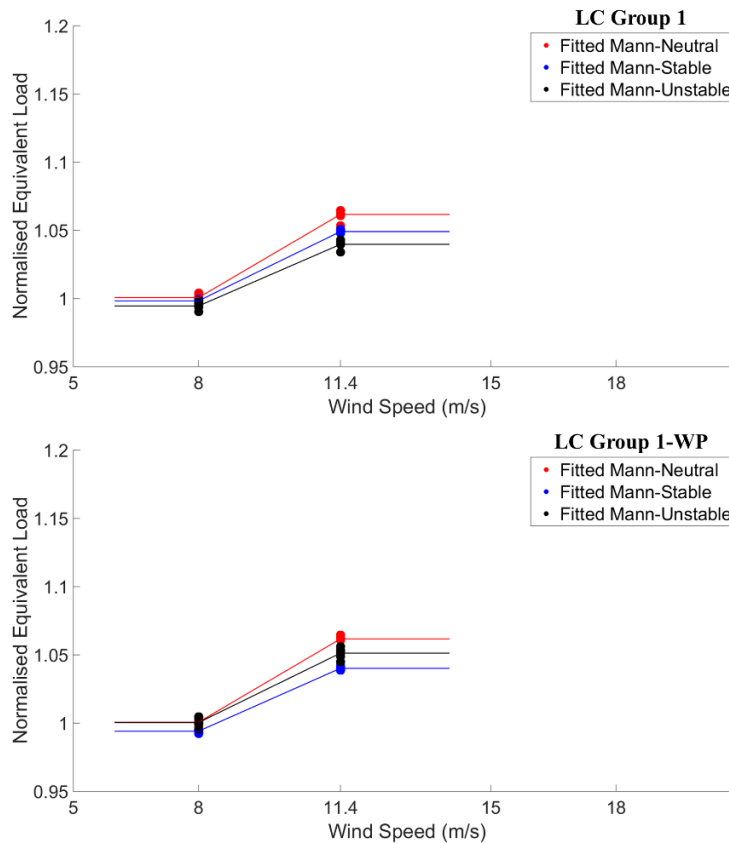 LC Group 1
Fitted Mann-Neutral
Fitted Mann-Stable
Fitted Mann-Unstable
Normalised Equivalent Load
1.2
1.15
1.1
1.05
1
0.95
5
8
11.4
15
18
Wind Speed (m/s)
LC Group 1-WP
Fitted Mann-Neutral
Fitted Mann-Stable
Fitted Mann-Unstable
Normalised Equivalent Load
1.2
1.15
1.1
1.05
1
0.95
5
8
11.4
15
18
Wind Speed (m/s)